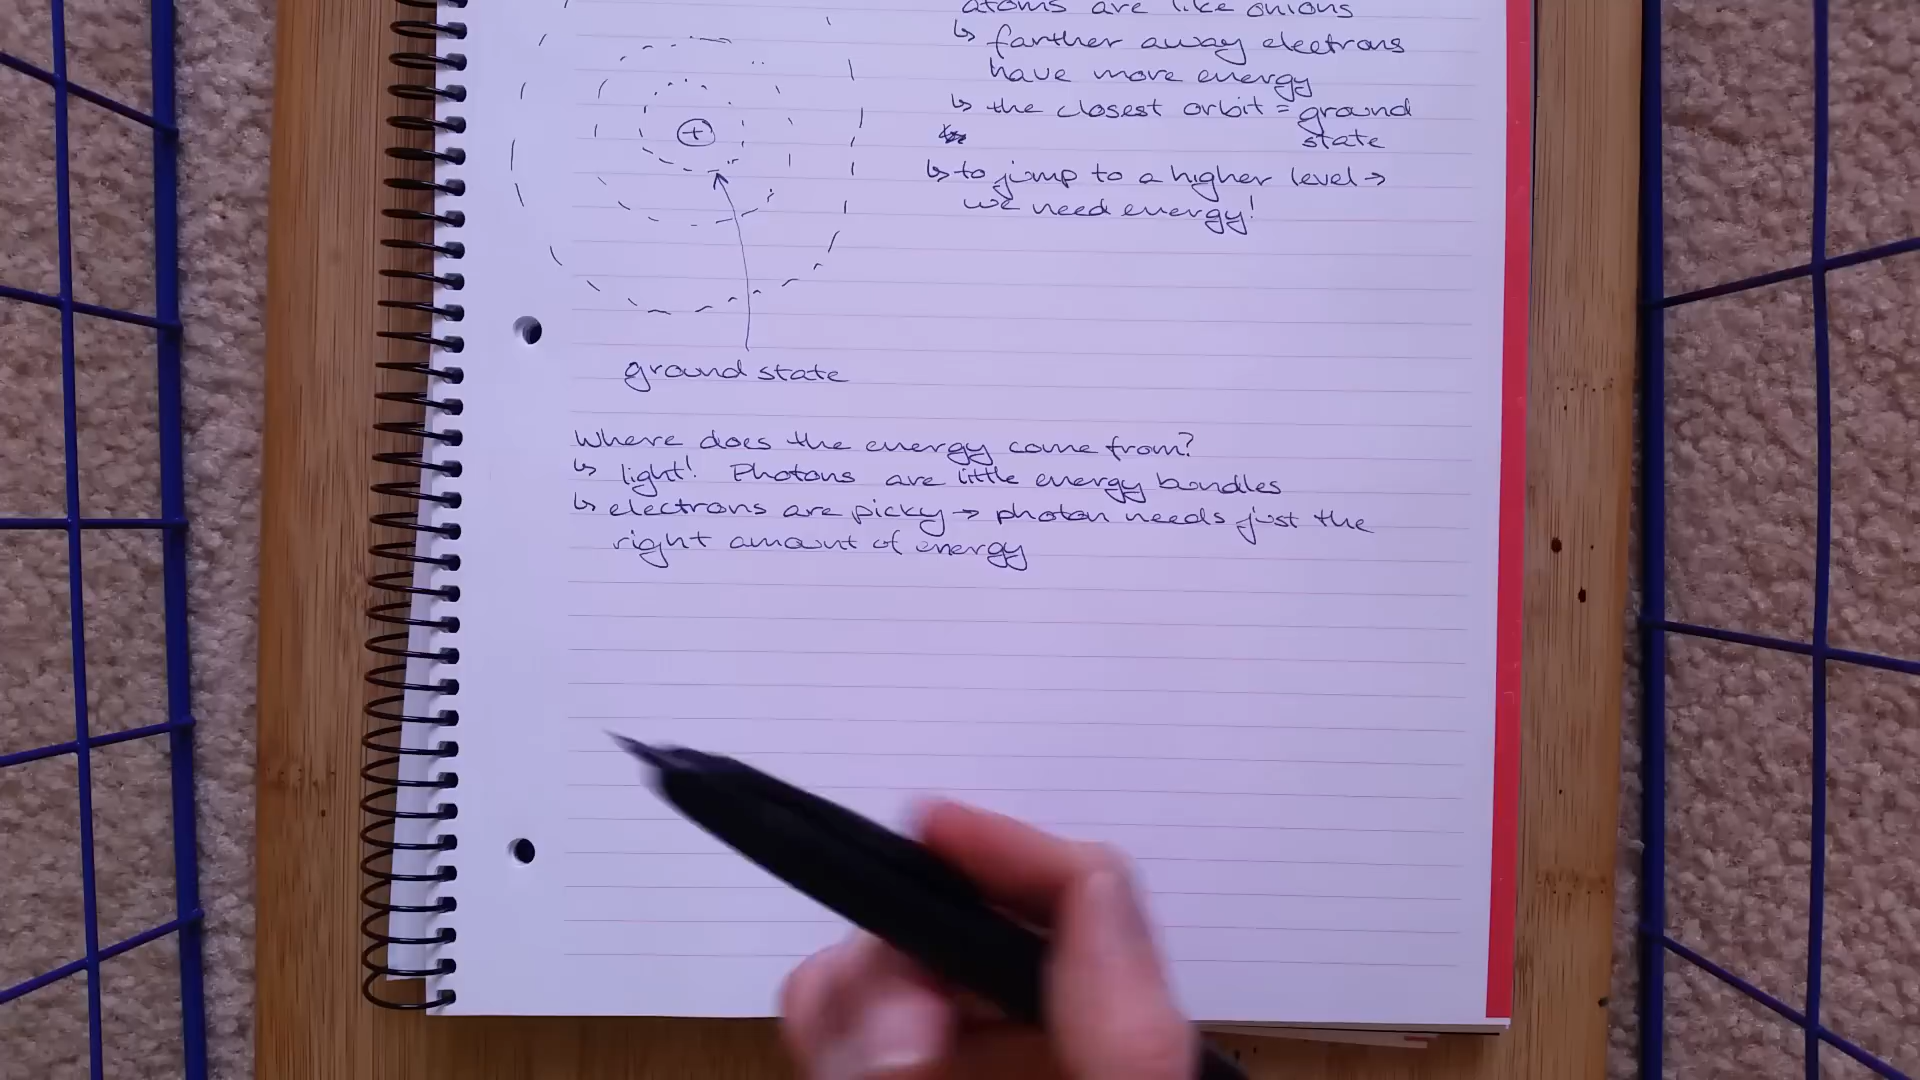 atoms are like onions
↳ farther away electrons
have more energy
↳ the closest orbit = ground
state
↳ to jump to a higher level →
we need energy!
+
ground state
Where does the energy come from?
↳ light! Photons are little energy bundles
↳ electrons are picky → photon needs just the
right amount of energy